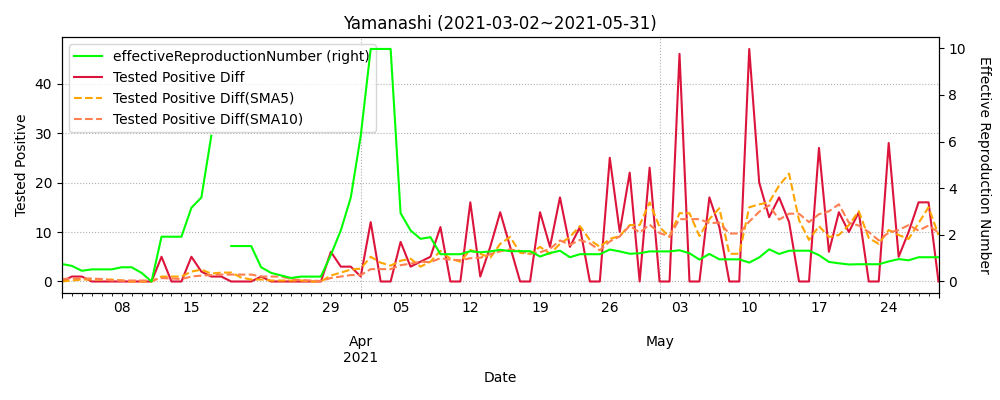 Yamanashi (2021-03-02~2021-05-31)
effectiveReproductionNumber (right)
Tested Positive Diff
Tested Positive Diff(SMA5)
Tested Positive Diff(SMA10)
Tested Positive
40
30
20
10
0
Effective Reproduction Number
10
8
6
4
2
0
08 15 22 29 05 12 19 26 03 10 17 24
Apr May
2021
Date